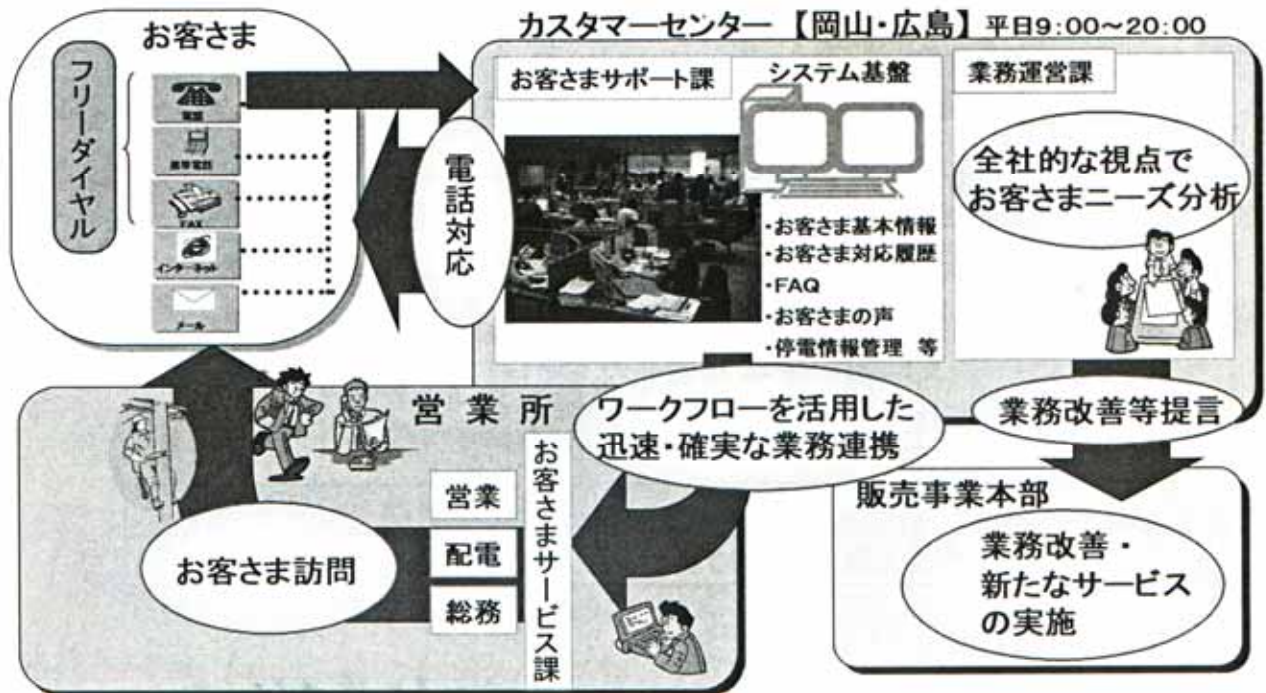 カスタマーセンター【岡山・広島】平日9:00～20:00
お客さま
フリーダイヤル
電話
携帯電話
FAX
インターネット
メール
電話対応
お客さまサポート課
システム基盤
・お客さま基本情報
・お客さま対応履歴
・FAQ
・お客さまの声
・停電情報管理 等
業務運営課
全社的な視点で
お客さまニーズ分析
業務改善等提言
販売事業本部
業務改善・
新たなサービス
の実施
ワークフローを活用した
迅速・確実な業務連携
営業所
お客さまサービス課
営業
配電
総務
お客さま訪問